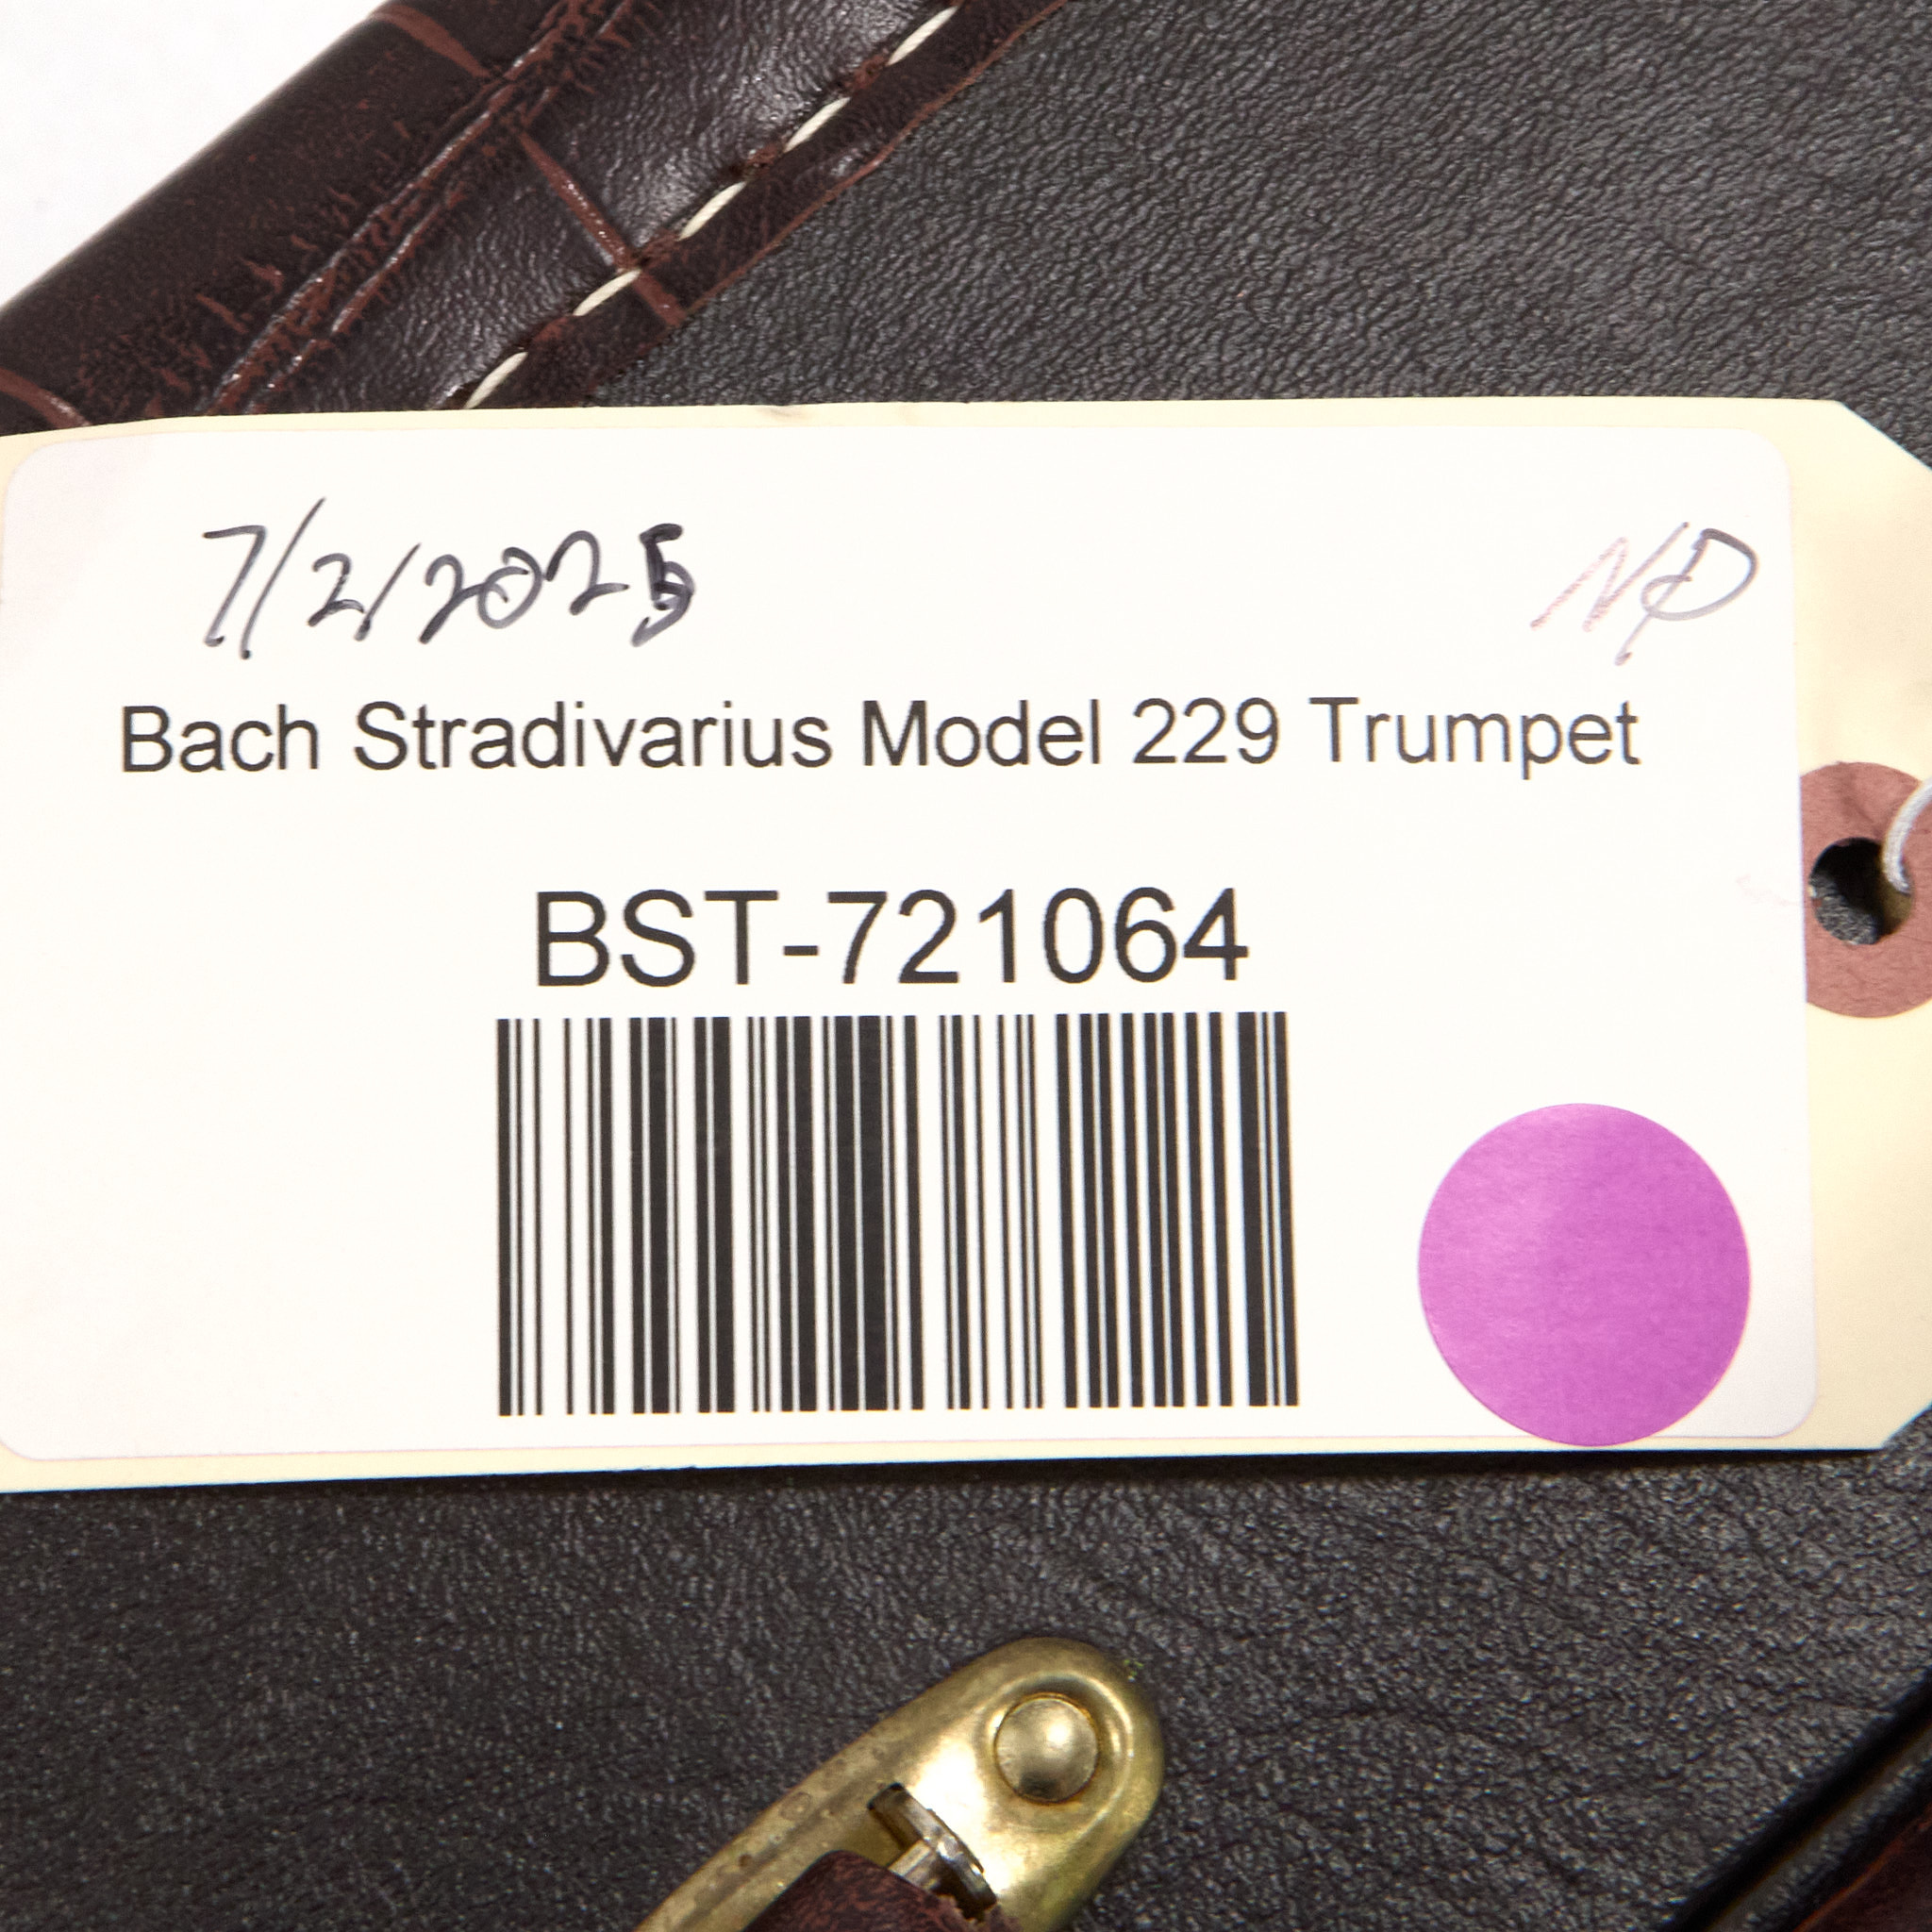 7/2/2025 NP
Bach Stradivarius Model 229 Trumpet
BST-721064